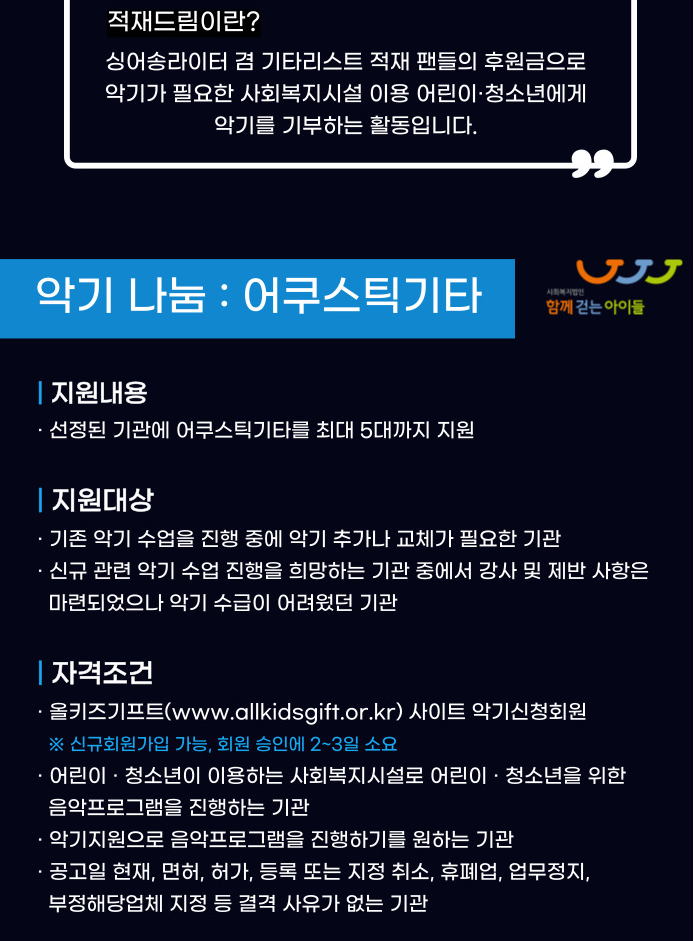 적재드림이란?
싱어송라이터 겸 기타리스트 적재 팬들의 후원금으로
악기가 필요한 사회복지시설 이용 어린이·청소년에게
악기를 기부하는 활동입니다.
악기 나눔 : 어쿠스틱기타
사회복지법인
함께 걷는 아이들
지원내용
· 선정된 기관에 어쿠스틱기타를 최대 5대까지 지원
지원대상
· 기존 악기 수업을 진행 중에 악기 추가나 교체가 필요한 기관
· 신규 관련 악기 수업 진행을 희망하는 기관 중에서 강사 및 제반 사항은
마련되었으나 악기 수급이 어려웠던 기관
자격조건
· 올키즈기프트(www.allkidsgift.or.kr) 사이트 악기신청회원
※ 신규회원가입 가능, 회원 승인에 2~3일 소요
· 어린이 · 청소년이 이용하는 사회복지시설로 어린이 · 청소년을 위한
음악프로그램을 진행하는 기관
· 악기지원으로 음악프로그램을 진행하기를 원하는 기관
· 공고일 현재, 면허, 허가, 등록 또는 지정 취소, 휴폐업, 업무정지,
부정해당업체 지정 등 결격 사유가 없는 기관